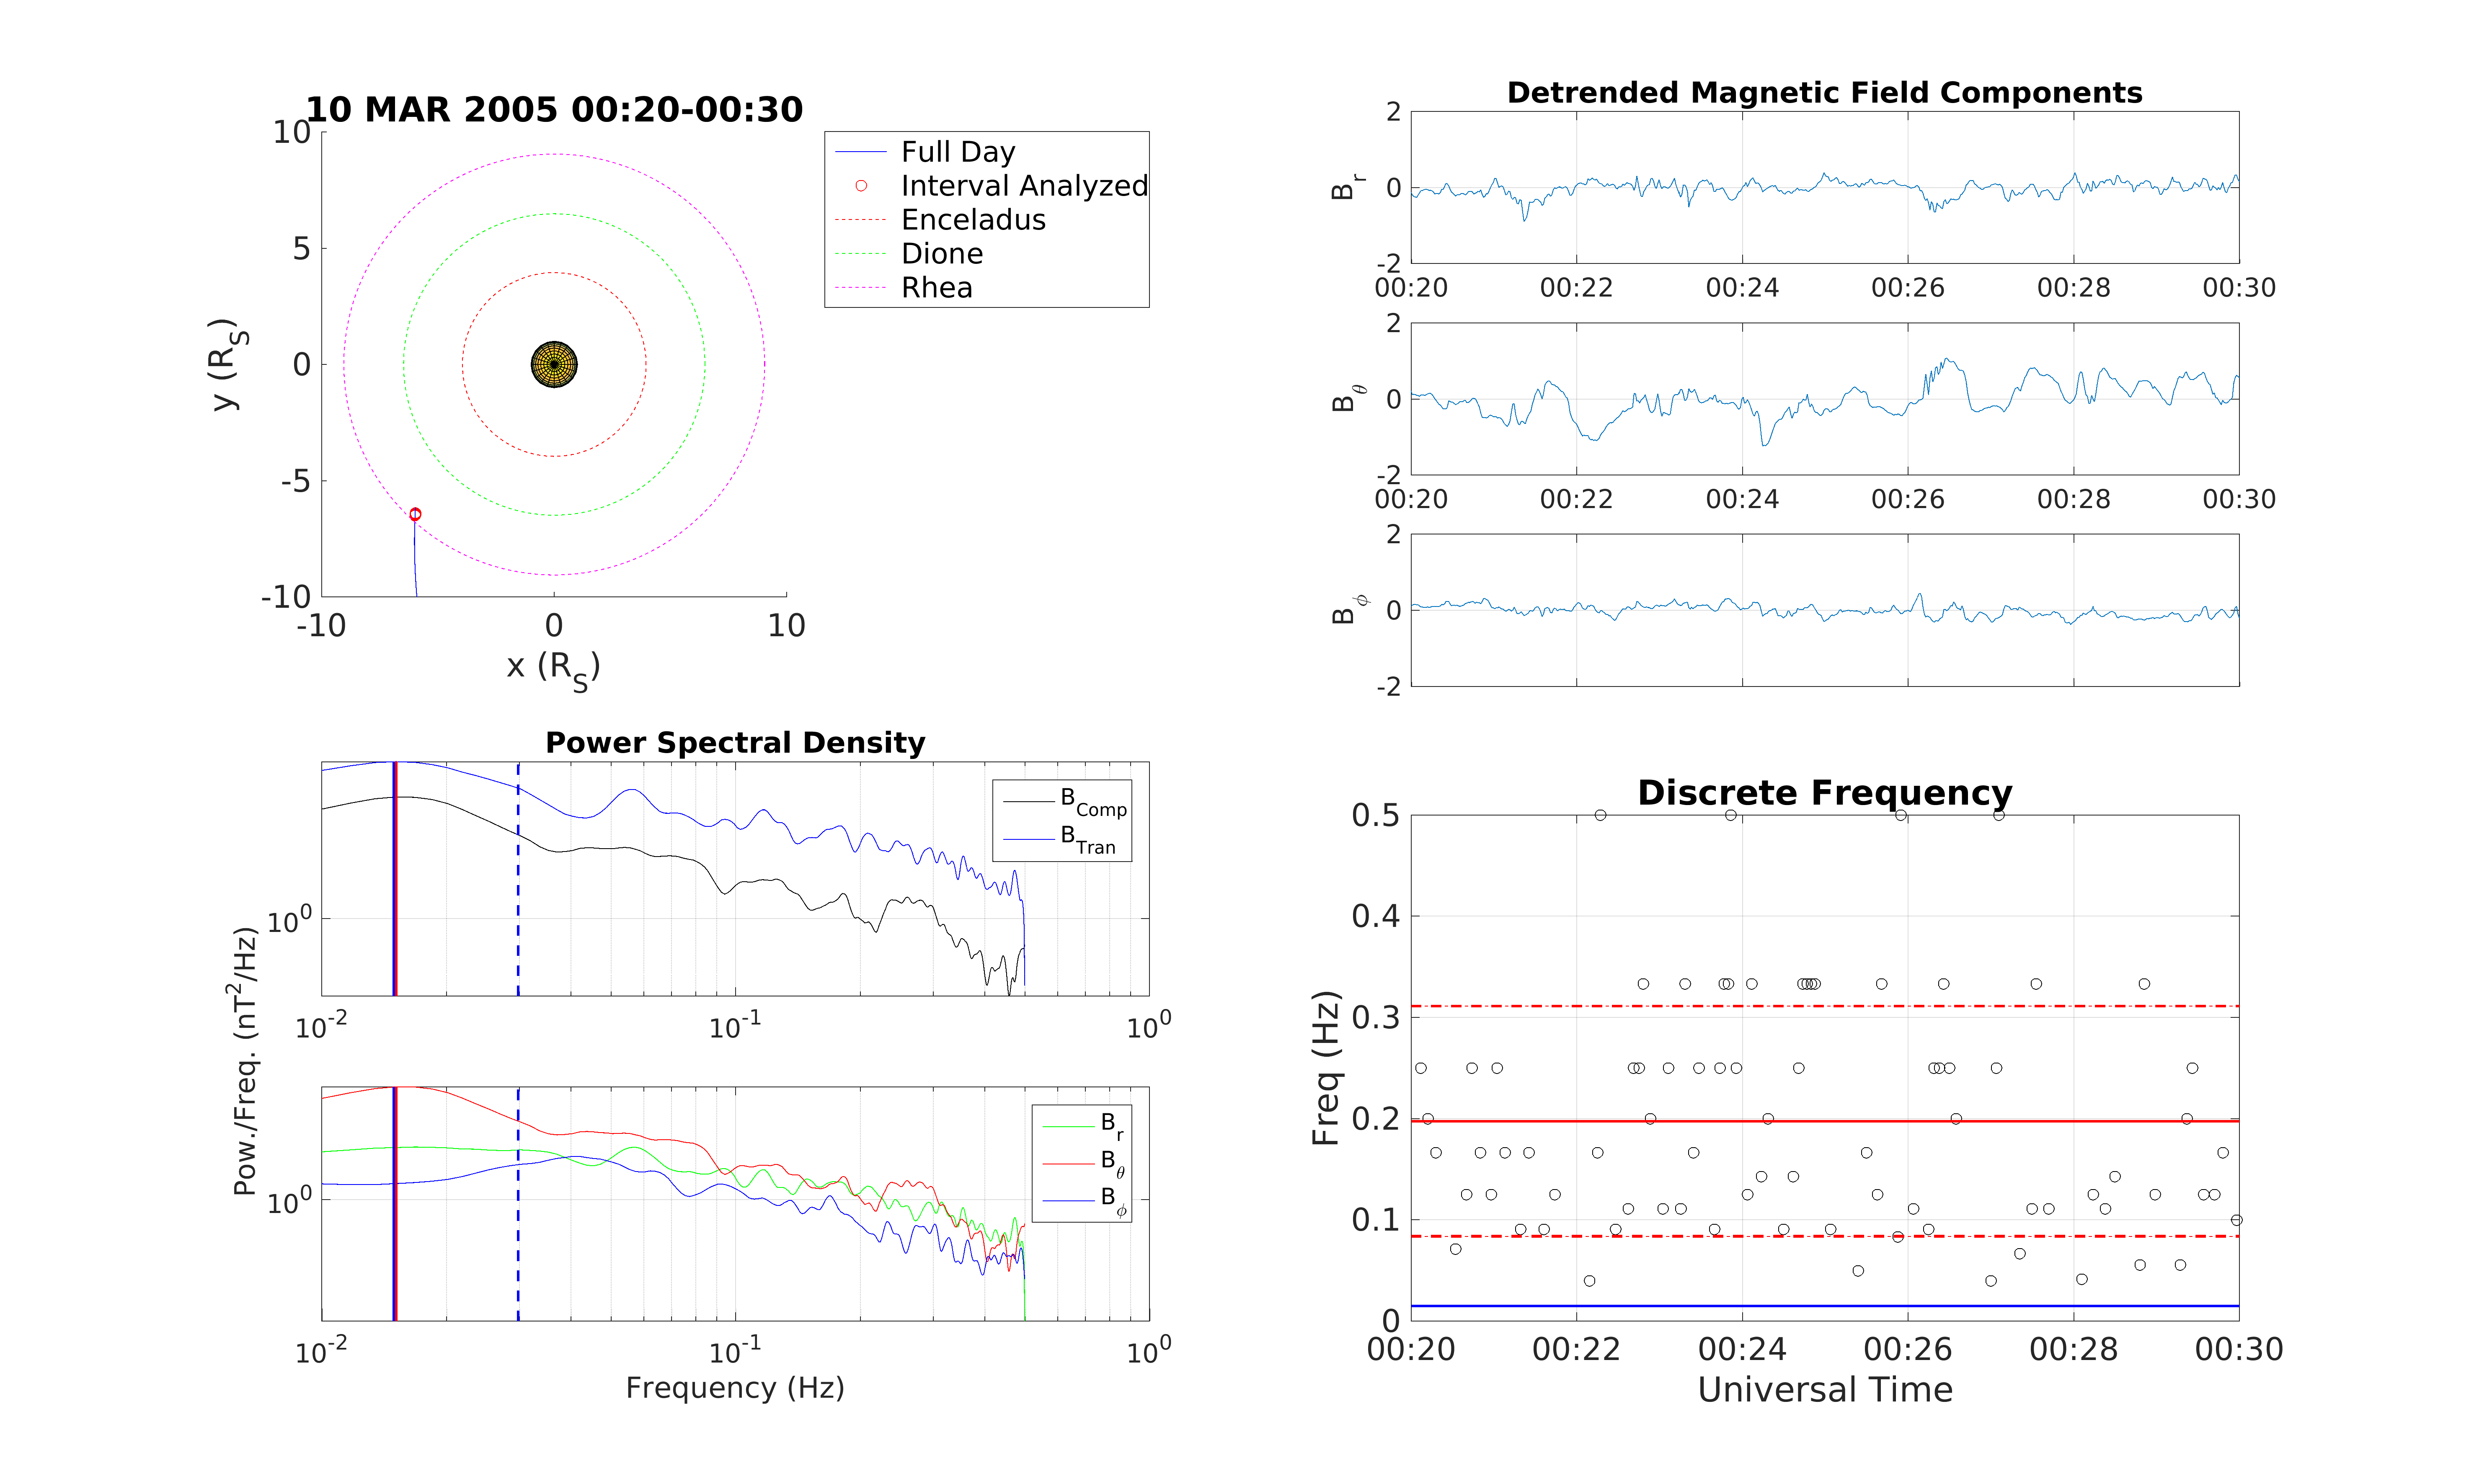 10 MAR 2005 00:20-00:30
10
5
0
-5
-10
y (R_S)
-10 0 10
x (R_S)
Full Day
Interval Analyzed
Enceladus
Dione
Rhea
Detrended Magnetic Field Components
2
0
-2
B_r
00:20 00:22 00:24 00:26 00:28 00:30
2
0
-2
B_θ
00:20 00:22 00:24 00:26 00:28 00:30
2
0
-2
B_ϕ
Power Spectral Density
10^0
B_Comp
B_Tran
10^-2 10^-1 10^0
Pow./Freq. (nT^2/Hz)
10^0
B_r
B_θ
B_ϕ
10^-2 10^-1 10^0
Frequency (Hz)
Discrete Frequency
0.5
0.4
0.3
0.2
0.1
0
Freq (Hz)
00:20 00:22 00:24 00:26 00:28 00:30
Universal Time